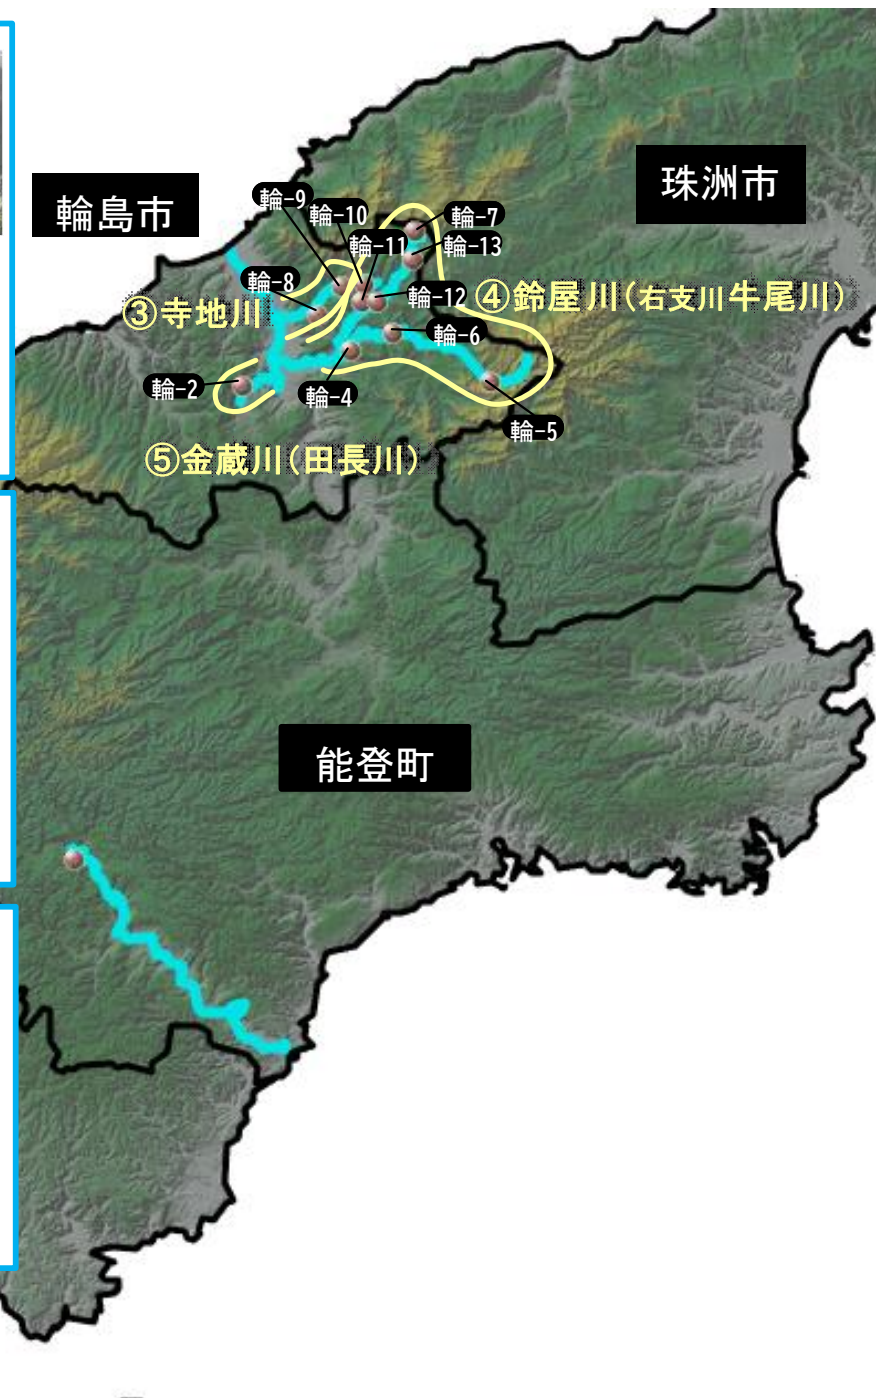 珠洲市
輪島市
輪-9
輪-10
輪-7
輪-11
輪-13
輪-8
輪-12
④鈴屋川(右支川牛尾川)
③寺地川
輪-6
輪-2
輪-4
輪-5
⑤金蔵川(田長川)
能登町